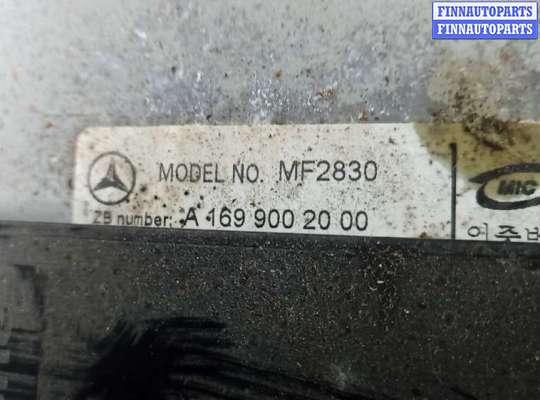 FINNAUTOPARTS
FINNAUTOPARTS
MODEL NO. MF2830
MIC
ZB number: A 169 900 20 00